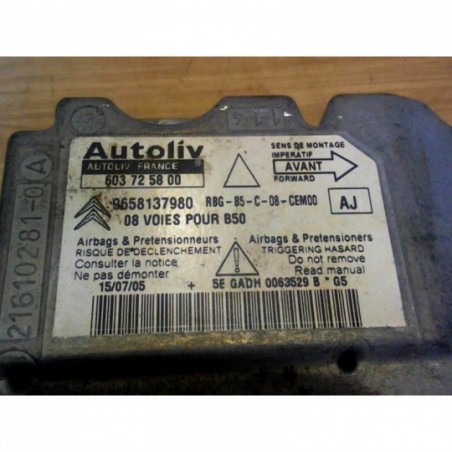 Autoliv
AUTOLIV-FRANCE
603 72 58 00
SENS DE MONTAGE
IMPERATIF
AVANT
FORWARD
9658137980 RBG-B5-C-08-CEM00 AJ
08 VOIES POUR B50
Airbags & Pretensionneurs
RISQUE DE DECLENCHEMENT
Consulter la notice
Ne pas démonter
Airbags & Pretensioners
TRIGGERING HASARD
Do not remove
Read manual
15/07/05 + 5E GADH 0063529 B * G5
21610281-0 A